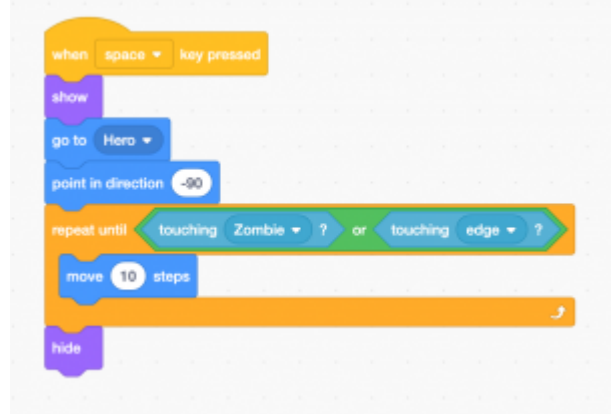 when space key pressed
show
go to Hero
point in direction -90
repeat until touching Zombie ? or touching edge ?
move 10 steps
hide